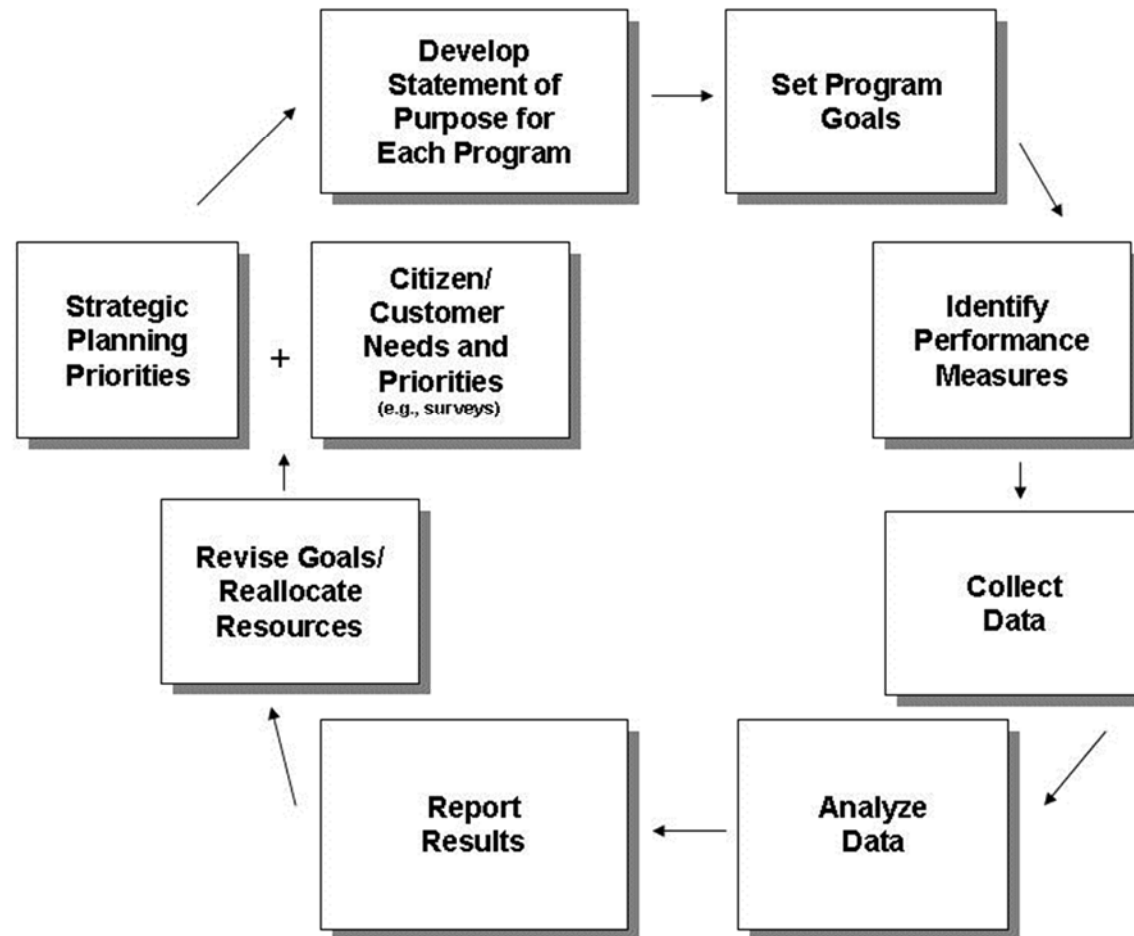 Develop
Statement of
Purpose for
Each Program
Set Program
Goals
Strategic
Planning
Priorities
+
Citizen/
Customer
Needs and
Priorities
(e.g., surveys)
Identify
Performance
Measures
Revise Goals/
Reallocate
Resources
Collect
Data
Report
Results
Analyze
Data